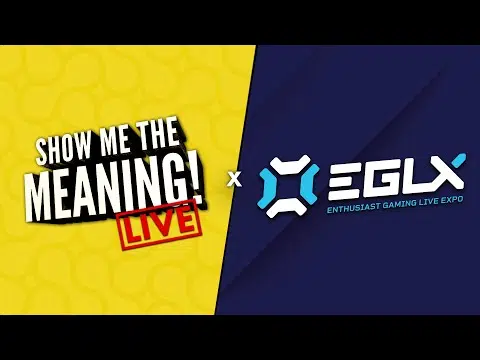 SHOW ME THE
MEANING!
LIVE
x
EGLX
ENTHUSIAST GAMING LIVE EXPO